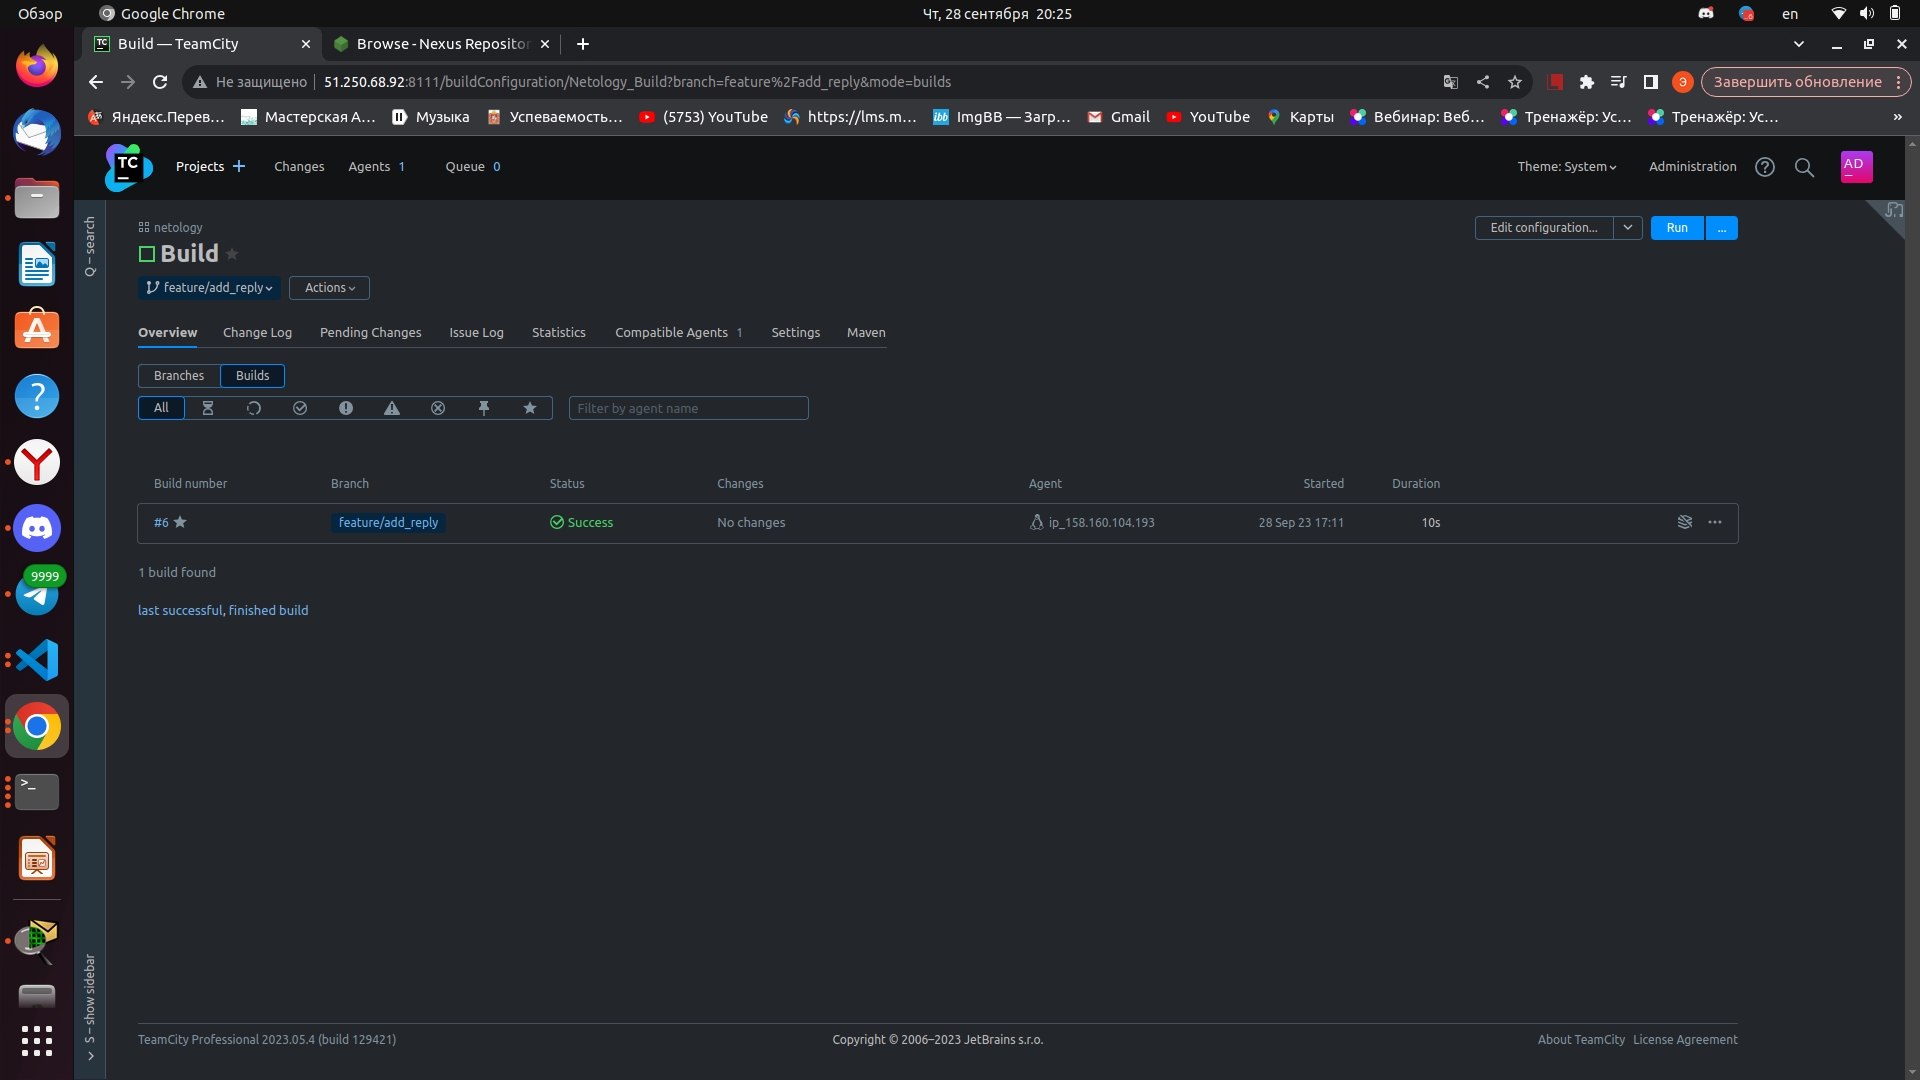 Обзор
Google Chrome
Чт, 28 сентября 20:25
en
Build — TeamCity
Browse - Nexus Repositor
Не защищено
51.250.68.92:8111/buildConfiguration/Netology_Build?branch=feature%2Fadd_reply&mode=builds
Э
Завершить обновление
Яндекс.Перев...
Мастерская А...
Музыка
Успеваемость...
(5753) YouTube
https://lms.m...
ibb
ImgBB — Загр...
Gmail
YouTube
Карты
Вебинар: Веб...
Тренажёр: Ус...
Тренажёр: Ус...
»
TC
Projects +
Changes
Agents 1
Queue 0
Theme: System
Administration
AD
Q – search
netology
Build
Edit configuration...
Run
...
feature/add_reply
Actions
Overview
Change Log
Pending Changes
Issue Log
Statistics
Compatible Agents 1
Settings
Maven
Branches
Builds
All
Filter by agent name
Build number
Branch
Status
Changes
Agent
Started
Duration
#6
feature/add_reply
Success
No changes
ip_158.160.104.193
28 Sep 23 17:11
10s
1 build found
last successful, finished build
9999
S – show sidebar
TeamCity Professional 2023.05.4 (build 129421)
Copyright © 2006–2023 JetBrains s.r.o.
About TeamCity
License Agreement